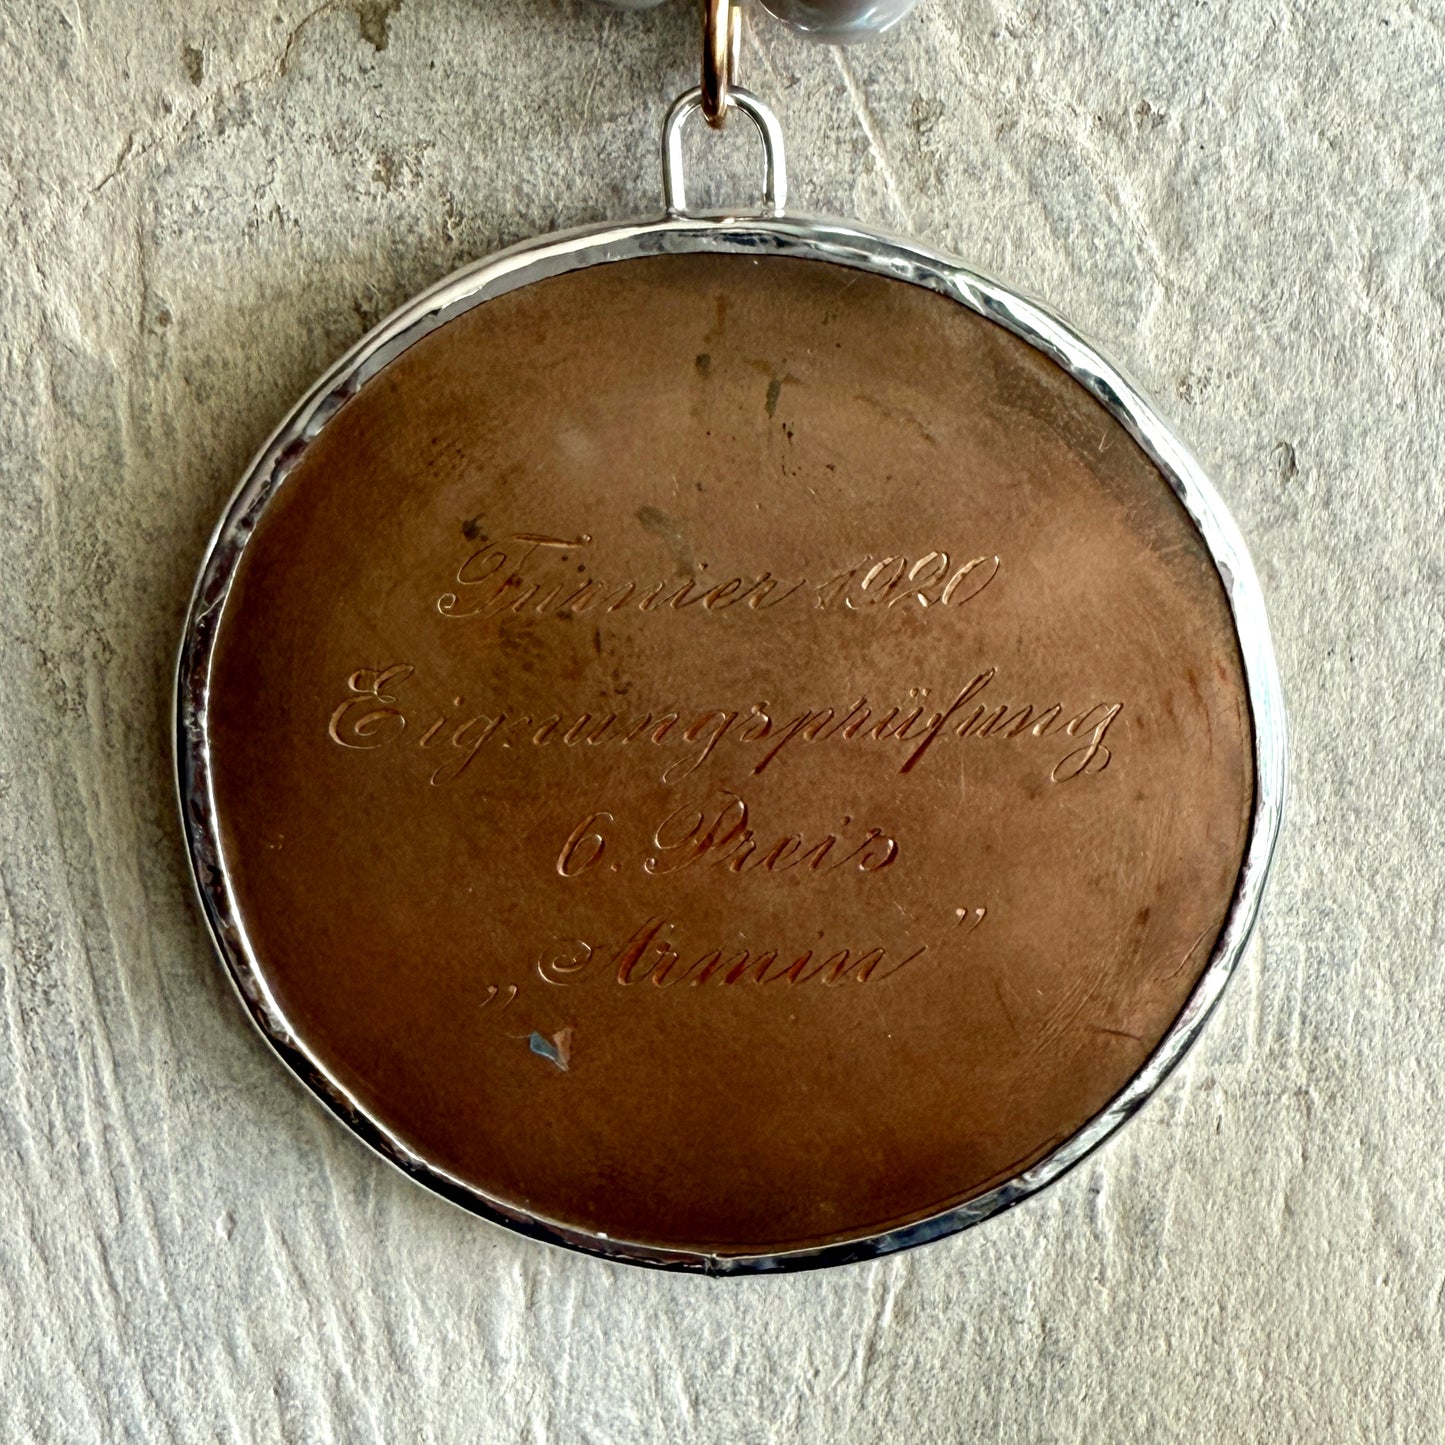 Turnier 1920
Eignungsprüfung
6. Preis
„Armin”